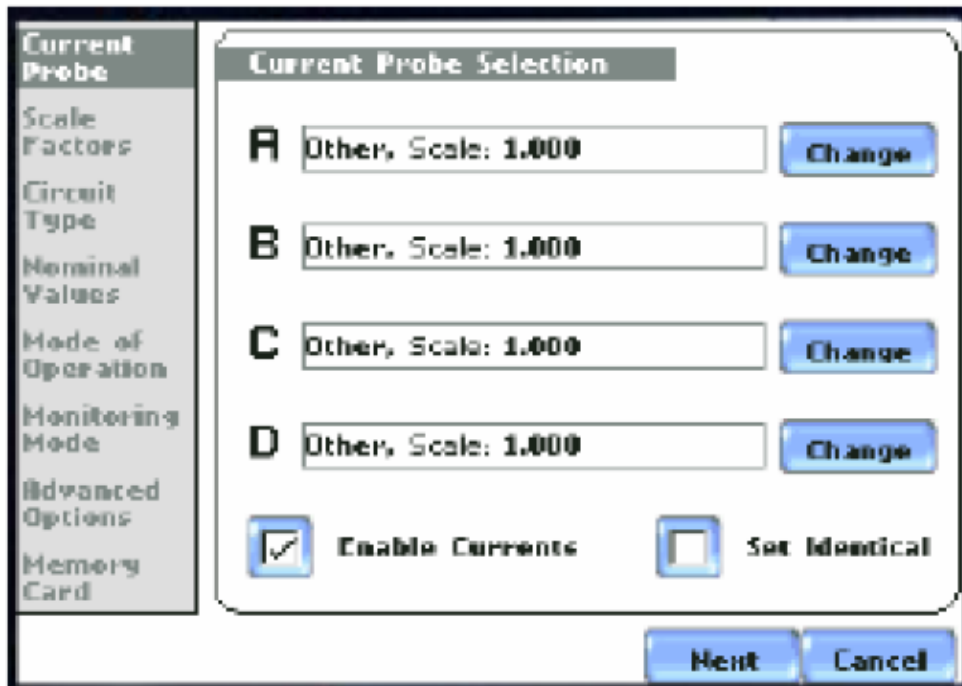 Current
Probe
Scale
Factors
Circuit
Type
Nominal
Values
Mode of
Operation
Monitoring
Mode
Advanced
Options
Memory
Card
Current Probe Selection
A Other, Scale: 1.000 Change
B Other, Scale: 1.000 Change
C Other, Scale: 1.000 Change
D Other, Scale: 1.000 Change
Enable Currents Set Identical
Next Cancel